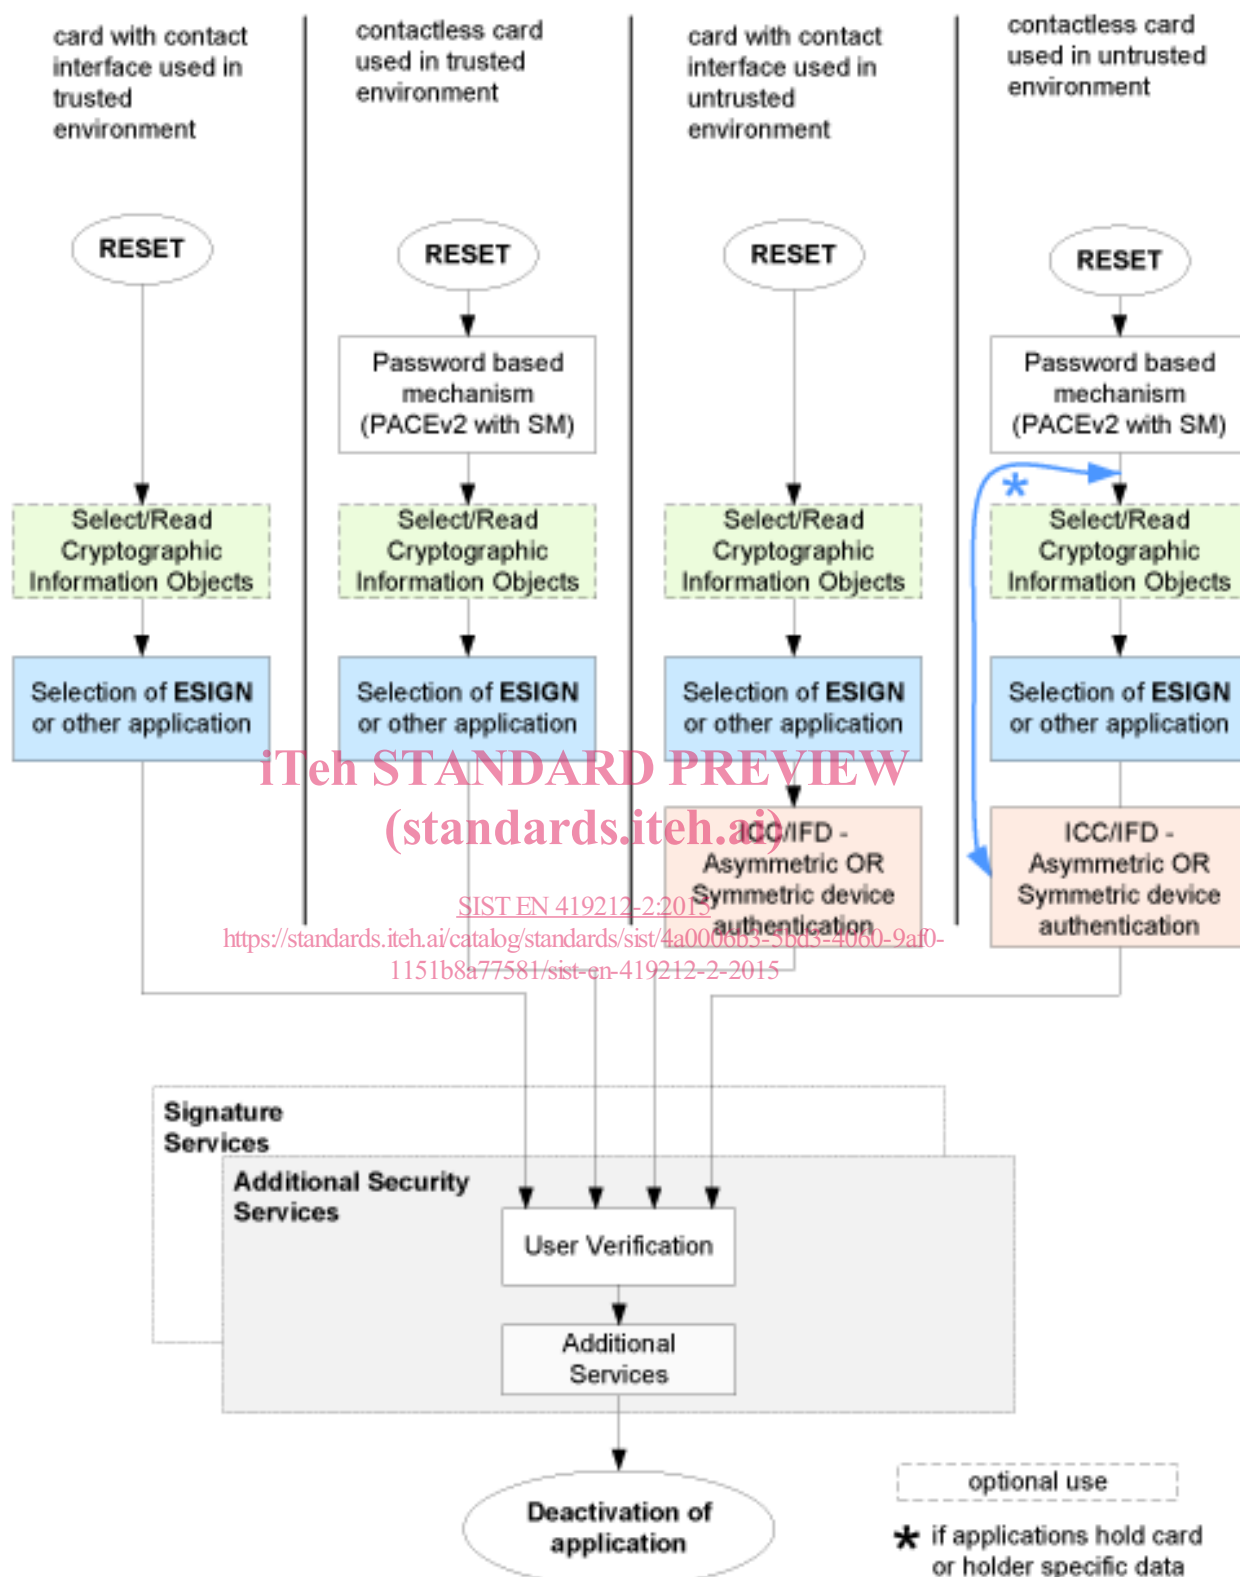 card with contact
interface used in
trusted
environment
contactless card
used in trusted
environment
card with contact
interface used in
untrusted
environment
contactless card
used in untrusted
environment
RESET
RESET
RESET
RESET
Password based
mechanism
(PACEv2 with SM)
Password based
mechanism
(PACEv2 with SM)
*
Select/Read
Cryptographic
Information Objects
Select/Read
Cryptographic
Information Objects
Select/Read
Cryptographic
Information Objects
Select/Read
Cryptographic
Information Objects
Selection of ESIGN
or other application
Selection of ESIGN
or other application
Selection of ESIGN
or other application
Selection of ESIGN
or other application
iTeh STANDARD PREVIEW
(standards.iteh.ai)
ICC/IFD -
Asymmetric OR
Symmetric device
authentication
ICC/IFD -
Asymmetric OR
Symmetric device
authentication
SIST EN 419212-2:2015
https://standards.iteh.ai/catalog/standards/sist/4a0006b3-5bd3-4060-9af0-
1151b8a77581/sist-en-419212-2-2015
Signature
Services
Additional Security
Services
User Verification
Additional
Services
Deactivation of
application
optional use
* if applications hold card
or holder specific data